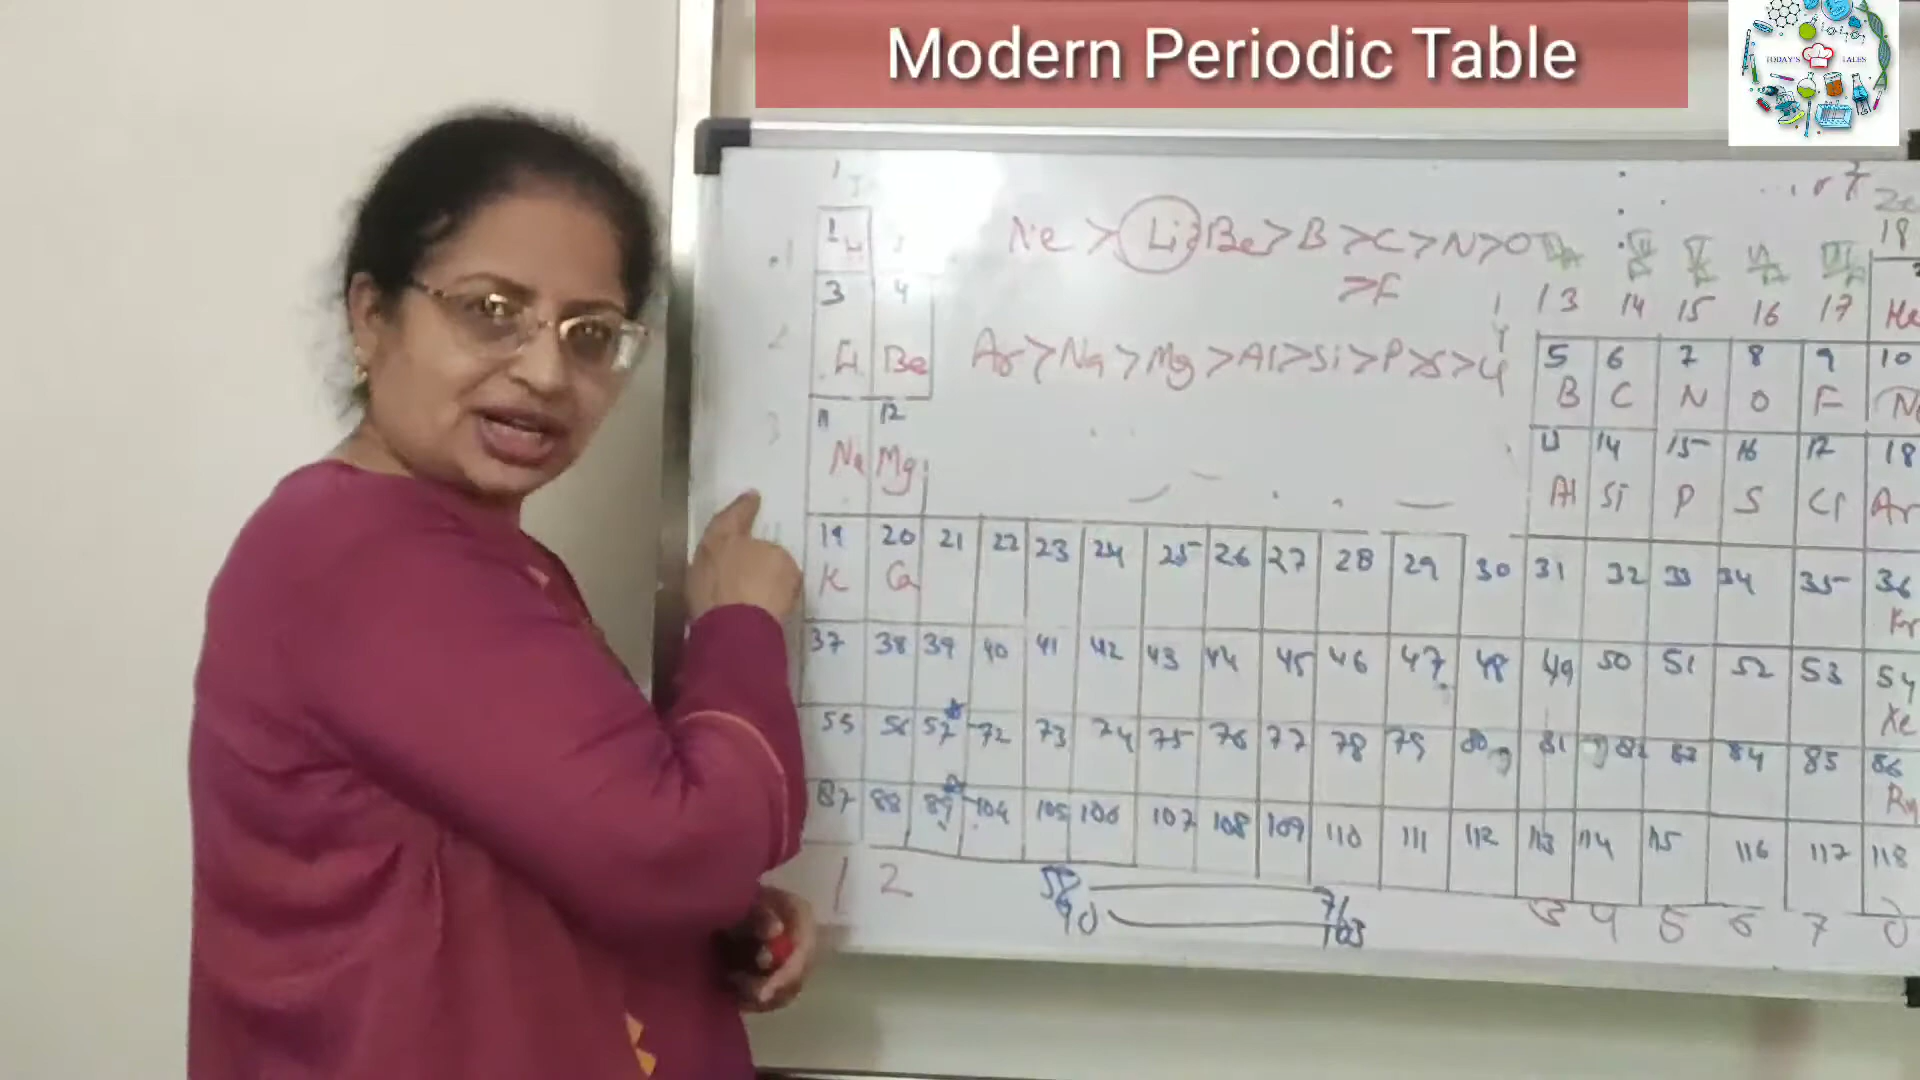 Modern Periodic Table
TODAY'S TALES
Ne > Li > Be > B > C > N > O
> F
18
1
3 4
Li Be
13 14 15 16 17
He
Ar > Na > Mg > Al > Si > P > S > Cl
5 6 7 8 9 10
B C N O F
11 12
Na Mg
13 14 15 16 17 18
Al Si P S Cl Ar
19 20 21 22 23 24 25 26 27 28 29 30 31 32 33 34 35 36
K Ca Kr
37 38 39 40 41 42 43 44 45 46 47 48 49 50 51 52 53 54
Xe
55 56 57* 72 73 74 75 76 77 78 79 80 81 82 83 84 85 86
Rn
87 88 89* 104 105 106 107 108 109 110 111 112 113 114 115 116 117 118
1 2 3 4 5 6 7
58 71
90 103